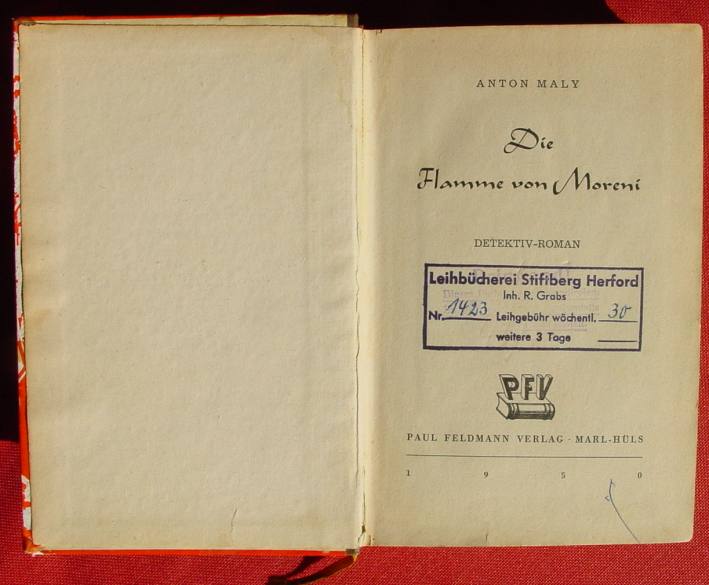 ANTON MALY
Die
Flamme von Moreni
DETEKTIV-ROMAN
Leihbücherei Stiftberg Herford
Inh. R. Grabs
Nr. 1423 Leihgebühr wöchentl. 30
weitere 3 Tage
PFV
PAUL FELDMANN VERLAG · MARL-HÜLS
1 9 5 0